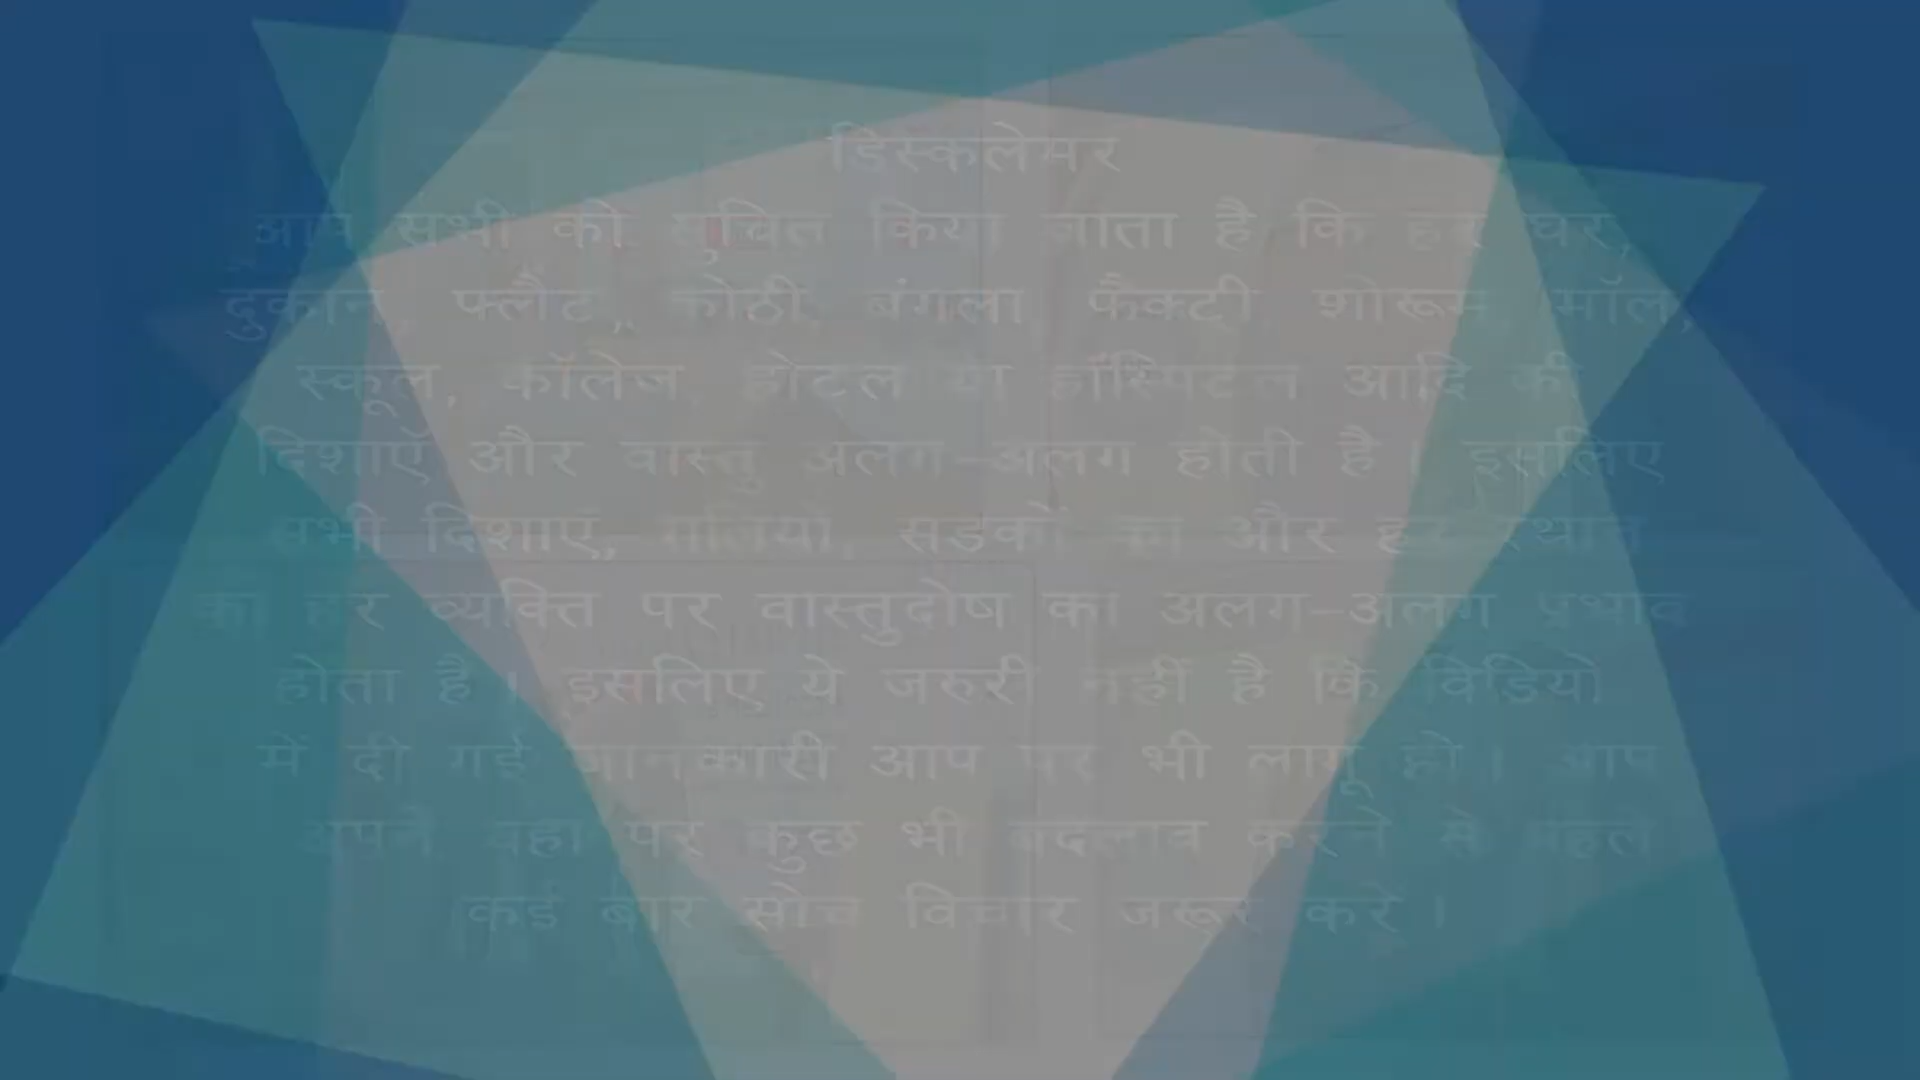 डिस्कलेमर
आप सभी को सुचित किया जाता है कि हर घर,
दुकान, फ्लैट, कोठी, बंगला फैक्ट्री, शोरूम, मॉल,
स्कूल, कॉलेज, होटल या हॉस्पिटल आदि की
दिशाएं और वास्तु अलग–अलग होती है। इसलिए
सभी दिशाएं, गलियों, सडकों का और हर स्थान
का हर व्यक्ति पर वास्तुदोष का अलग–अलग प्रभाव
होता है। इसलिए ये जरुरी नहीं है कि विडियो
में दी गई जानकारी आप पर भी लागू हो। आप
अपने यहां पर कुछ भी बदलाव करने से पहले
कई बार सोच विचार जरूर करें।